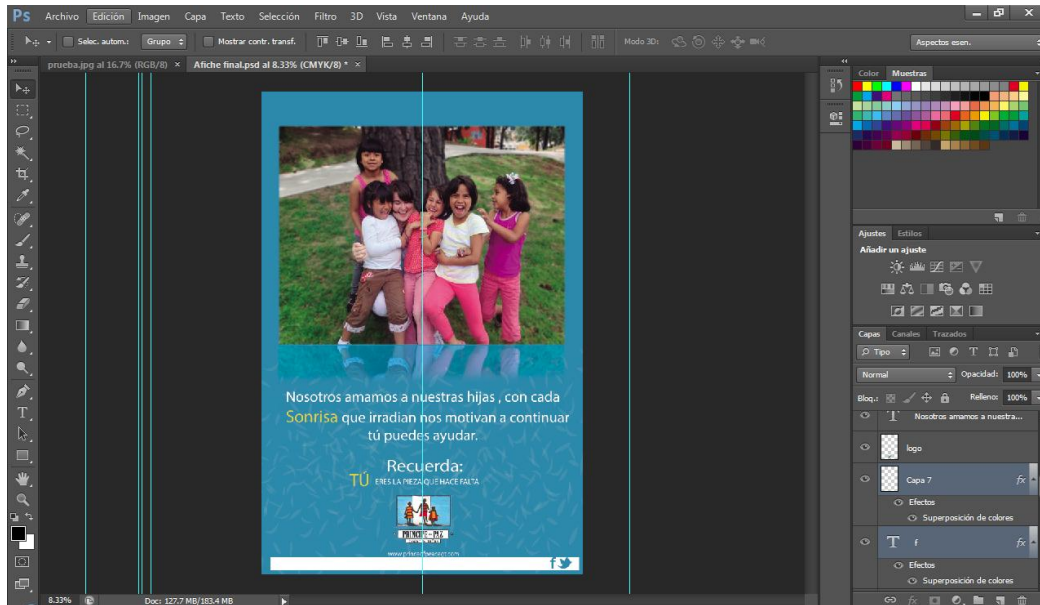 Ps Archivo Edición Imagen Capa Texto Selección Filtro 3D Vista Ventana Ayuda
Selec. autom.: Grupo Mostrar contr. transf. Modo 3D: Aspectos esen.
prueba.jpg al 16.7% (RGB/8) × Afiche final.psd al 8.33% (CMYK/8) * ×
Color Muestras
Nosotros amamos a nuestras hijas , con cada
Sonrisa que irradian nos motivan a continuar
tú puedes ayudar.
Recuerda:
TÚ ERES LA PIEZA QUE HACE FALTA
f
Ajustes Estilos
Añadir un ajuste
Capas Canales Trazados
Tipo
Normal Opacidad: 100%
Bloq.: Relleno: 100%
T Nosotros amamos a nuestra...
logo
Capa 7 fx
Efectos
Superposición de colores
T f fx
Efectos
Superposición de colores
8.33% Doc: 127.7 MB/183.4 MB